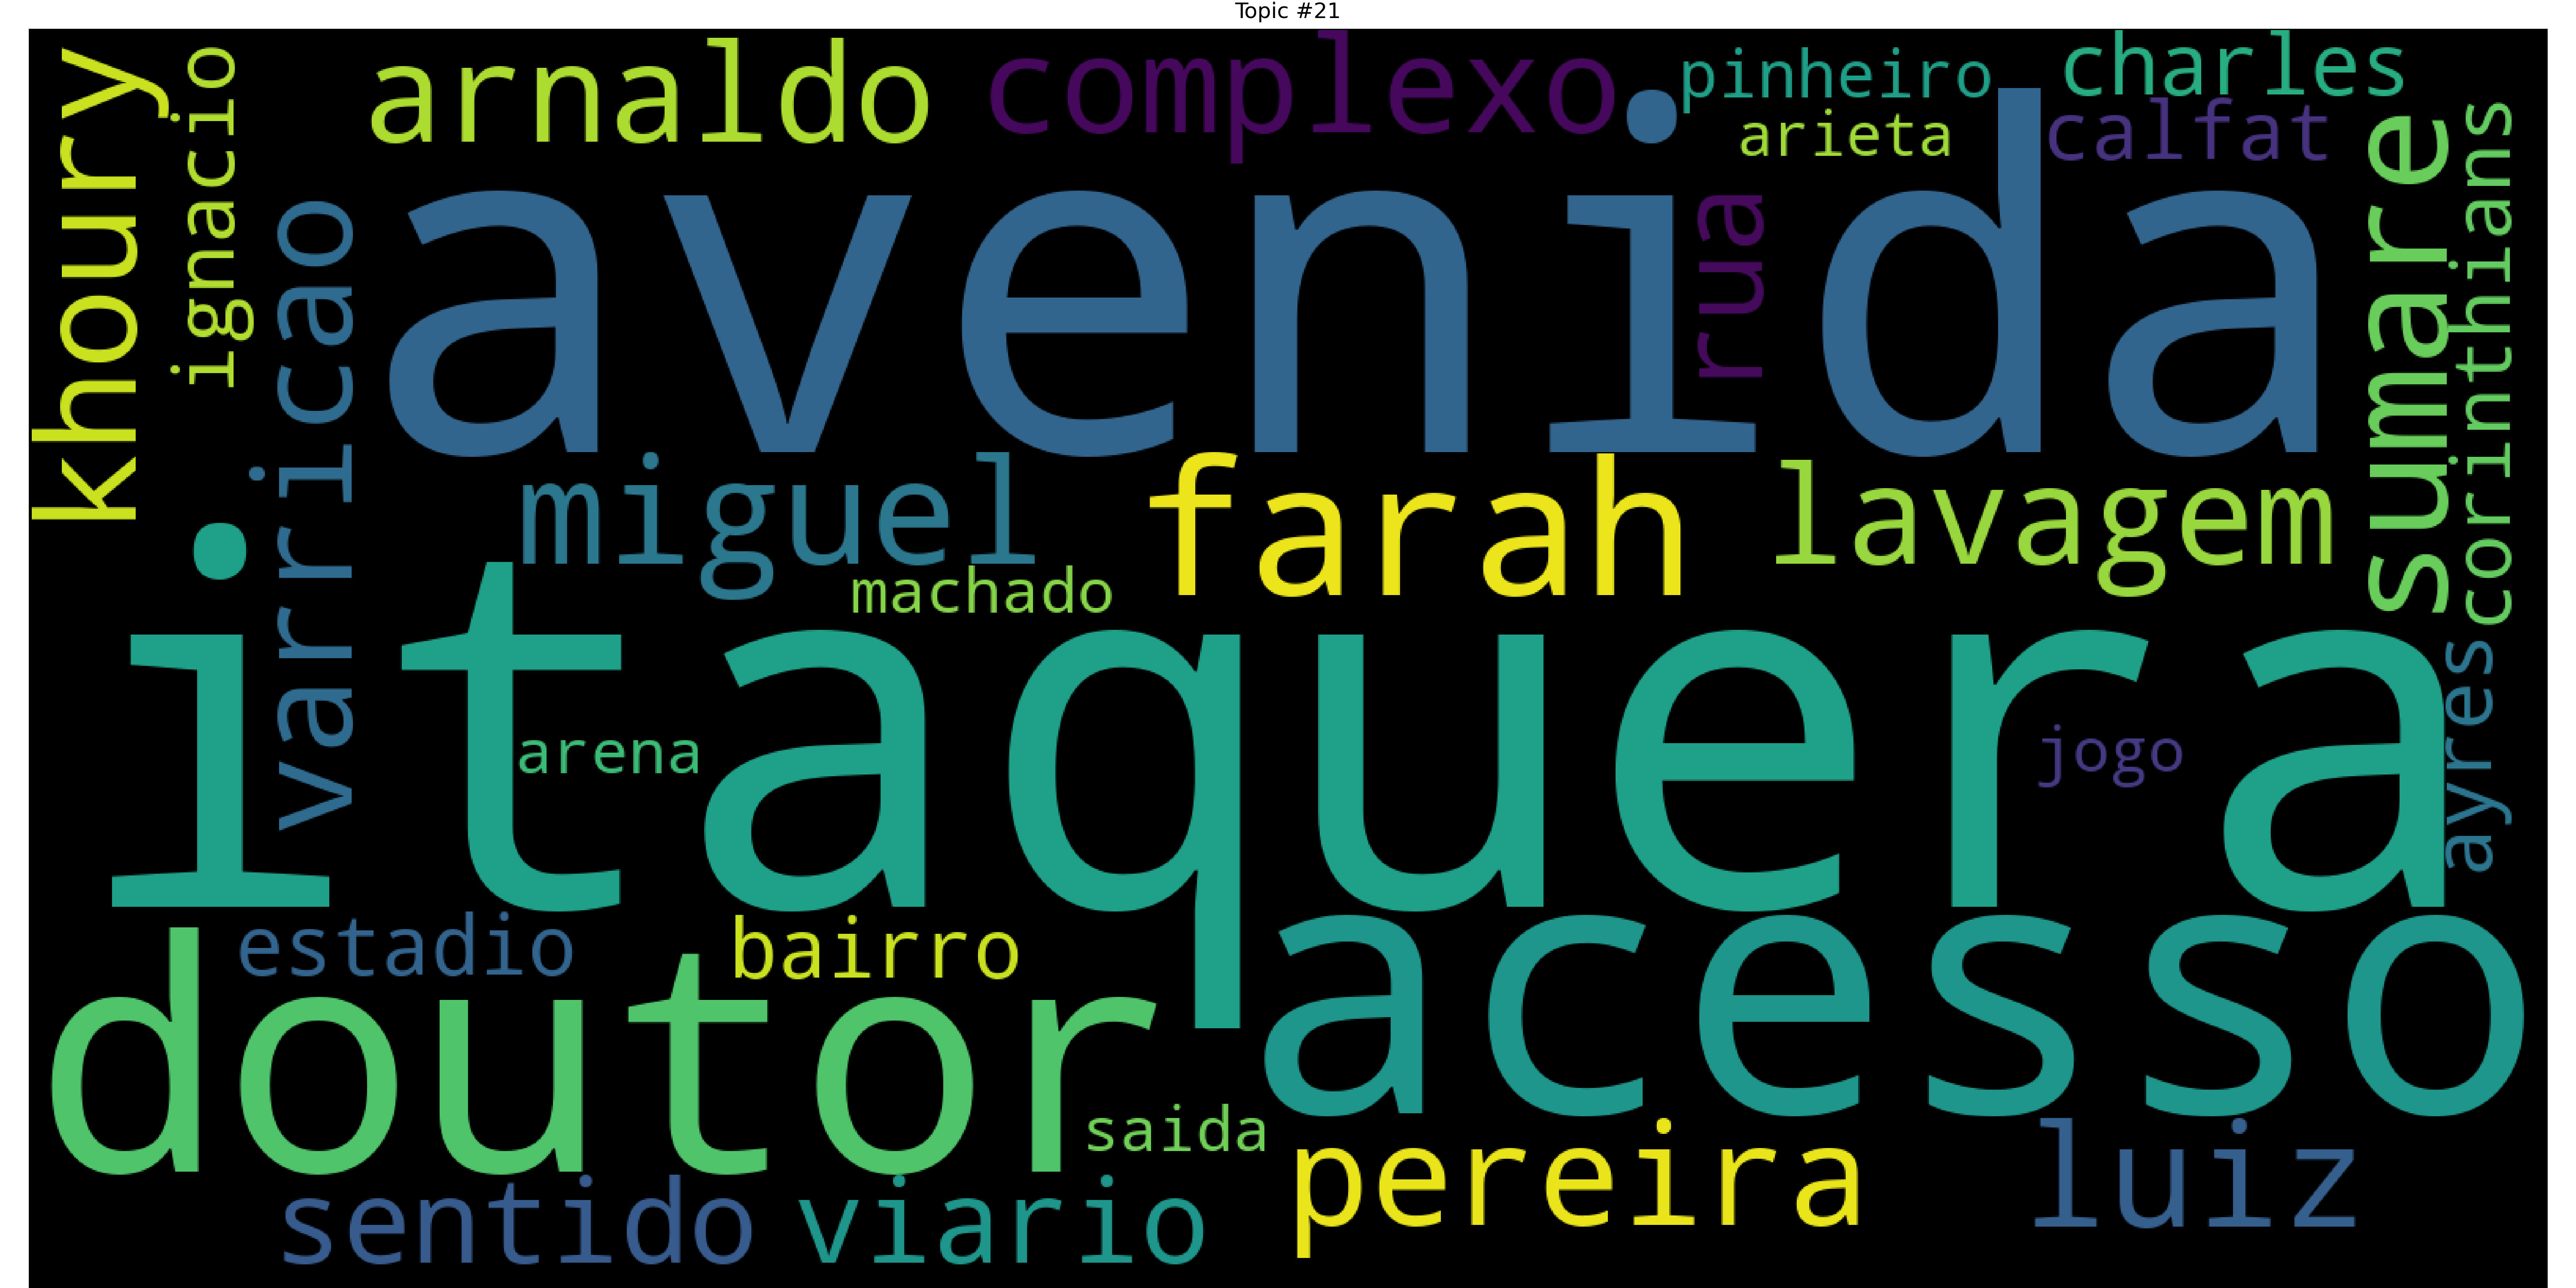 Topic #21
khoury
ignacio
varricao
arnaldo
complexo
pinheiro
charles
arieta
calfat
avenida
rua
sumare
corinthians
miguel
farah
lavagem
machado
itaquera
arena
jogo
ayres
estadio
bairro
doutor
acesso
saida
sentido
viario
pereira
luiz